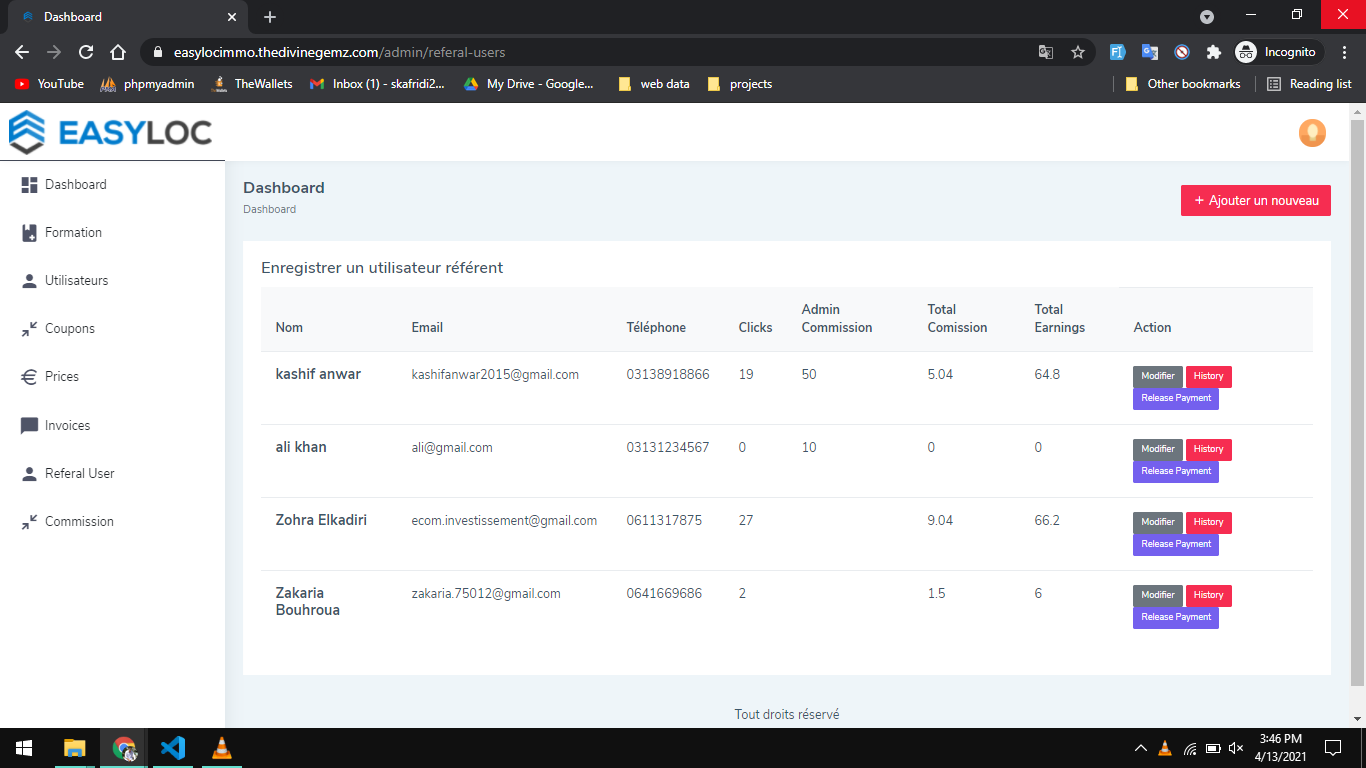 Dashboard
easylocimmo.thedivinegemz.com/admin/referal-users
Incognito
YouTube
phpmyadmin
TheWallets
Inbox (1) - skafridi2...
My Drive - Google...
web data
projects
Other bookmarks
Reading list
EASYLOC
Dashboard
Formation
Utilisateurs
Coupons
Prices
Invoices
Referal User
Commission
Dashboard
Dashboard
+ Ajouter un nouveau
Enregistrer un utilisateur référent
Nom Email Téléphone Clicks Admin Commission Total Comission Total Earnings Action
kashif anwar kashifanwar2015@gmail.com 03138918866 19 50 5.04 64.8 Modifier History
Release Payment
ali khan ali@gmail.com 03131234567 0 10 0 0 Modifier History
Release Payment
Zohra Elkadiri ecom.investissement@gmail.com 0611317875 27 9.04 66.2 Modifier History
Release Payment
Zakaria Bouhroua zakaria.75012@gmail.com 0641669686 2 1.5 6 Modifier History
Release Payment
Tout droits réservé
3:46 PM
4/13/2021